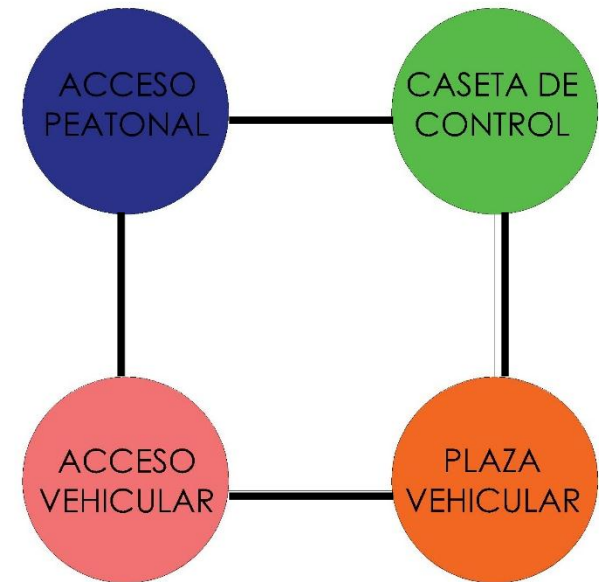 ACCESO
PEATONAL
CASETA DE
CONTROL
ACCESO
VEHICULAR
PLAZA
VEHICULAR